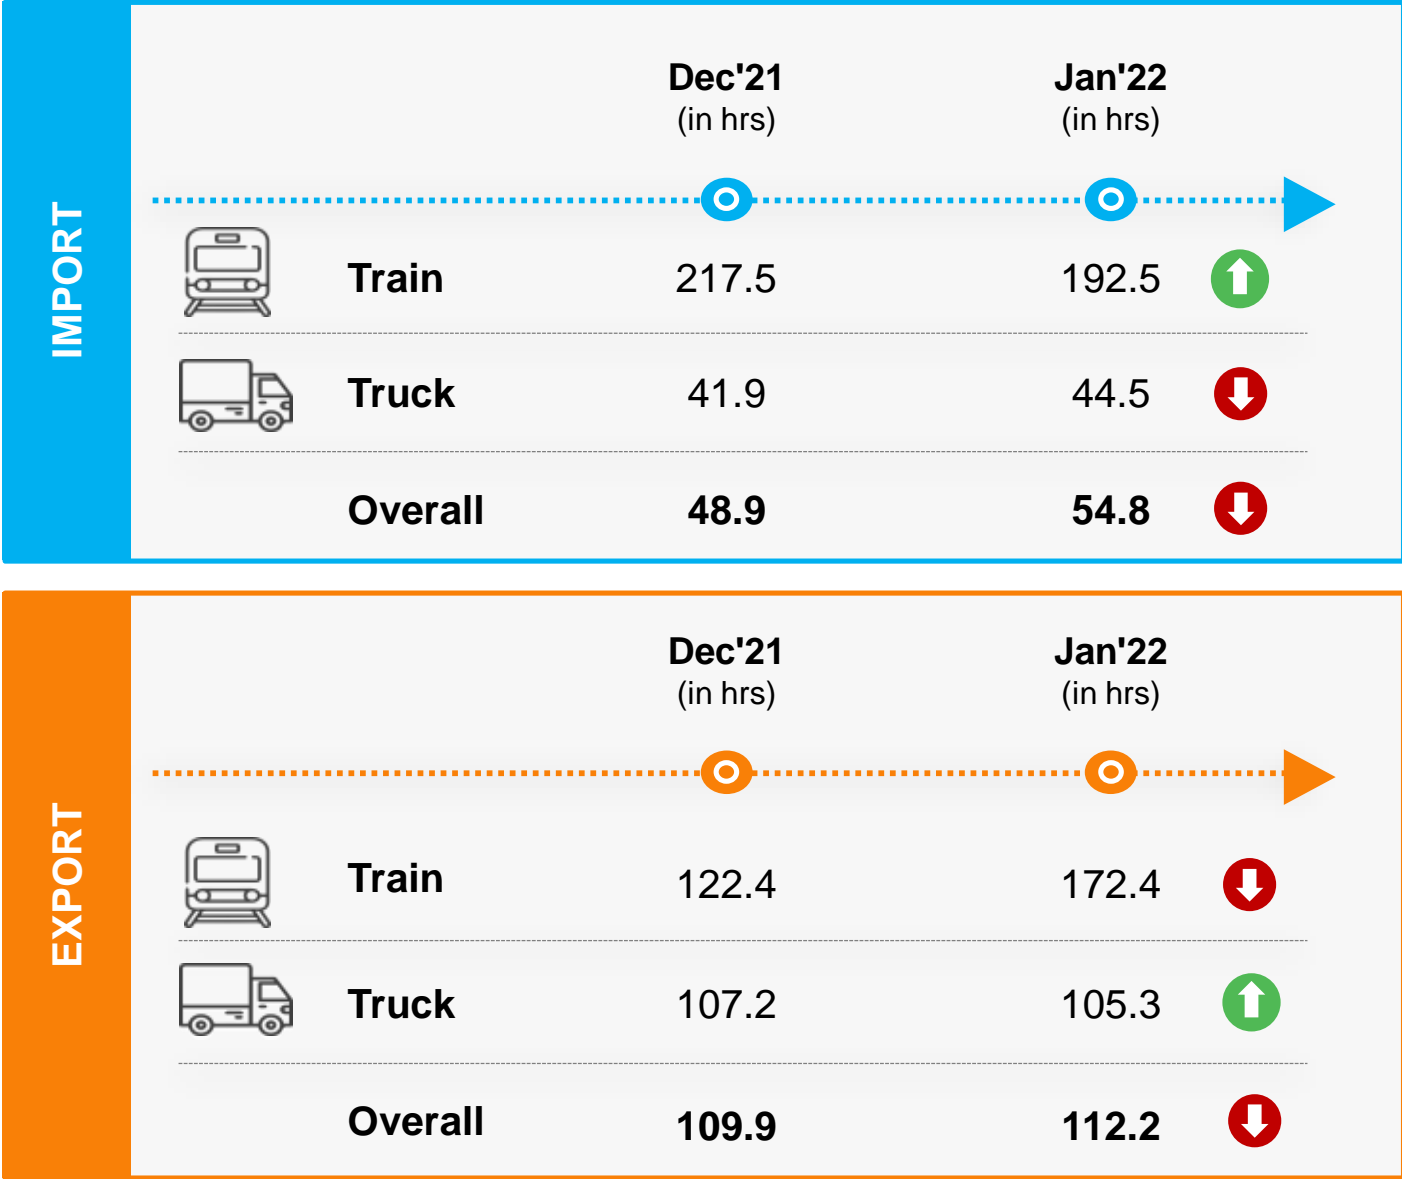 IMPORT
Dec'21 Jan'22
(in hrs) (in hrs)
Train 217.5 192.5
Truck 41.9 44.5
Overall 48.9 54.8
EXPORT
Dec'21 Jan'22
(in hrs) (in hrs)
Train 122.4 172.4
Truck 107.2 105.3
Overall 109.9 112.2